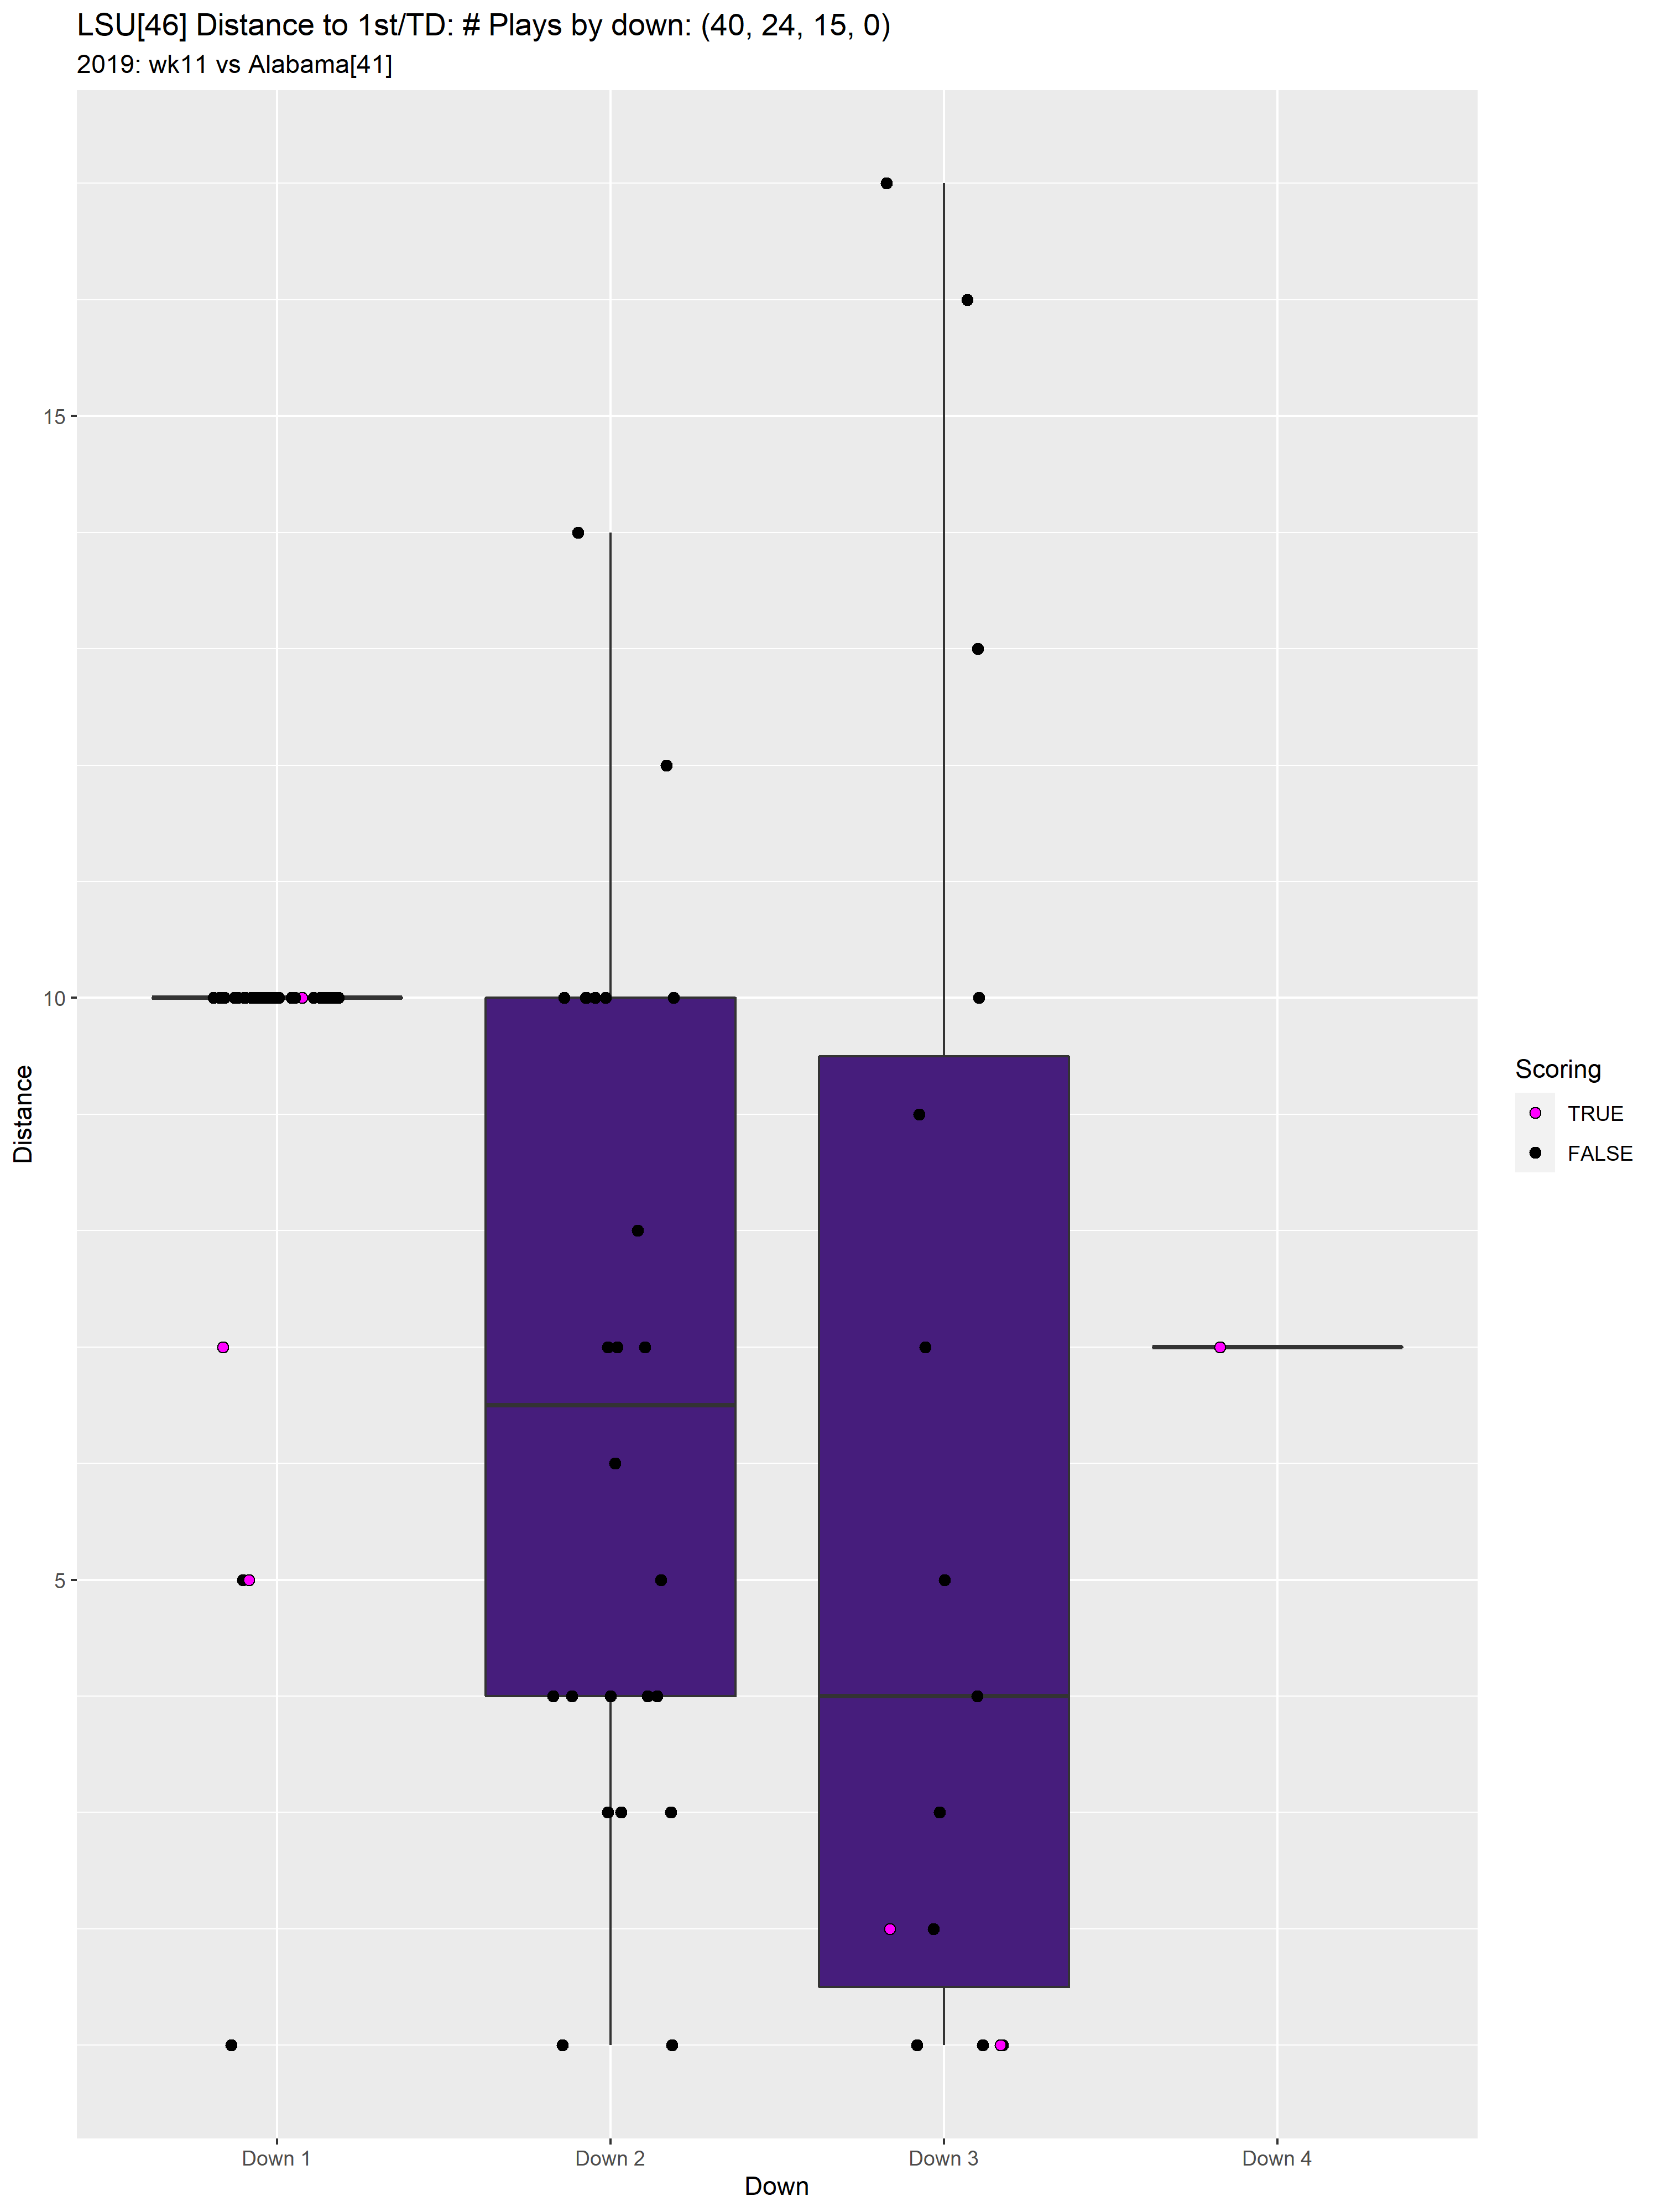 LSU[46] Distance to 1st/TD: # Plays by down: (40, 24, 15, 0)
2019: wk11 vs Alabama[41]
15
10
5
Distance
Down 1
Down 2
Down 3
Down 4
Down
Scoring
TRUE
FALSE